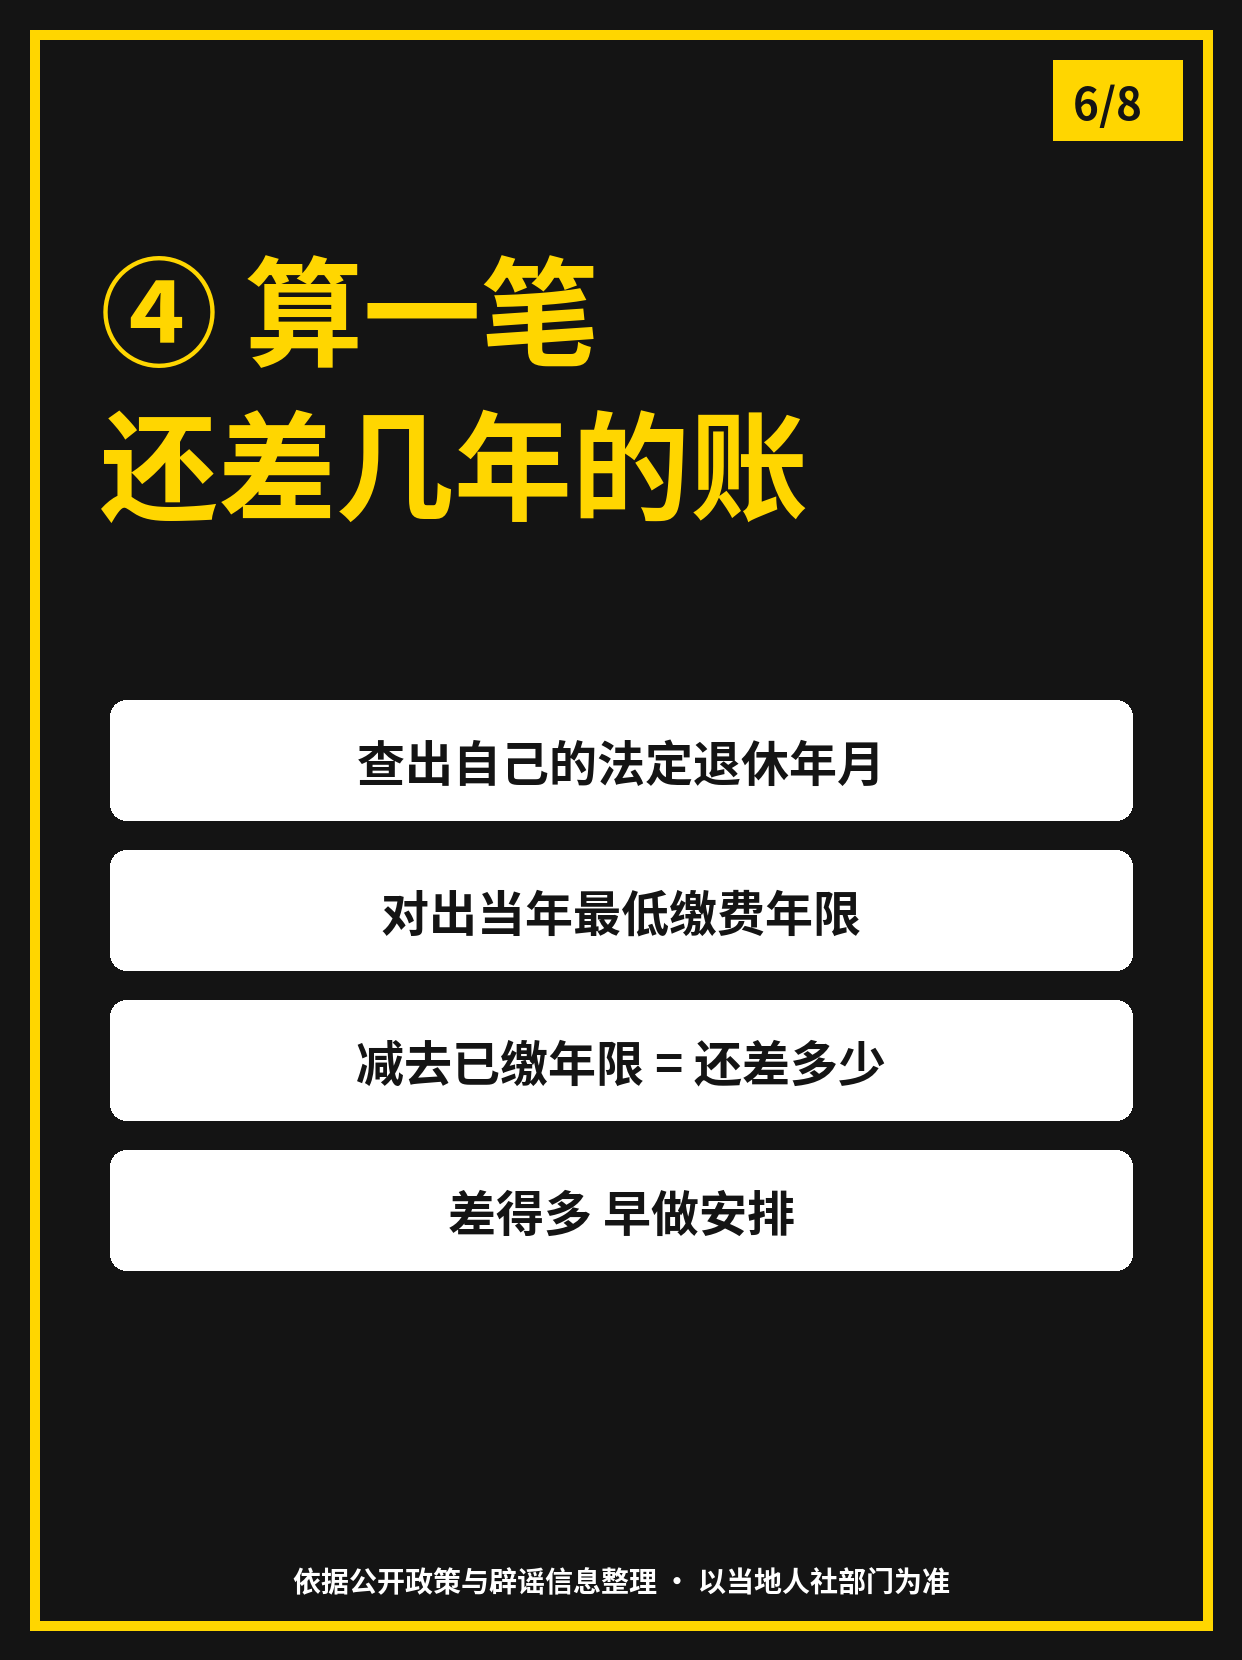 6/8
④ 算一笔
还差几年的账
查出自己的法定退休年月
对出当年最低缴费年限
减去已缴年限 = 还差多少
差得多 早做安排
依据公开政策与辟谣信息整理 · 以当地人社部门为准